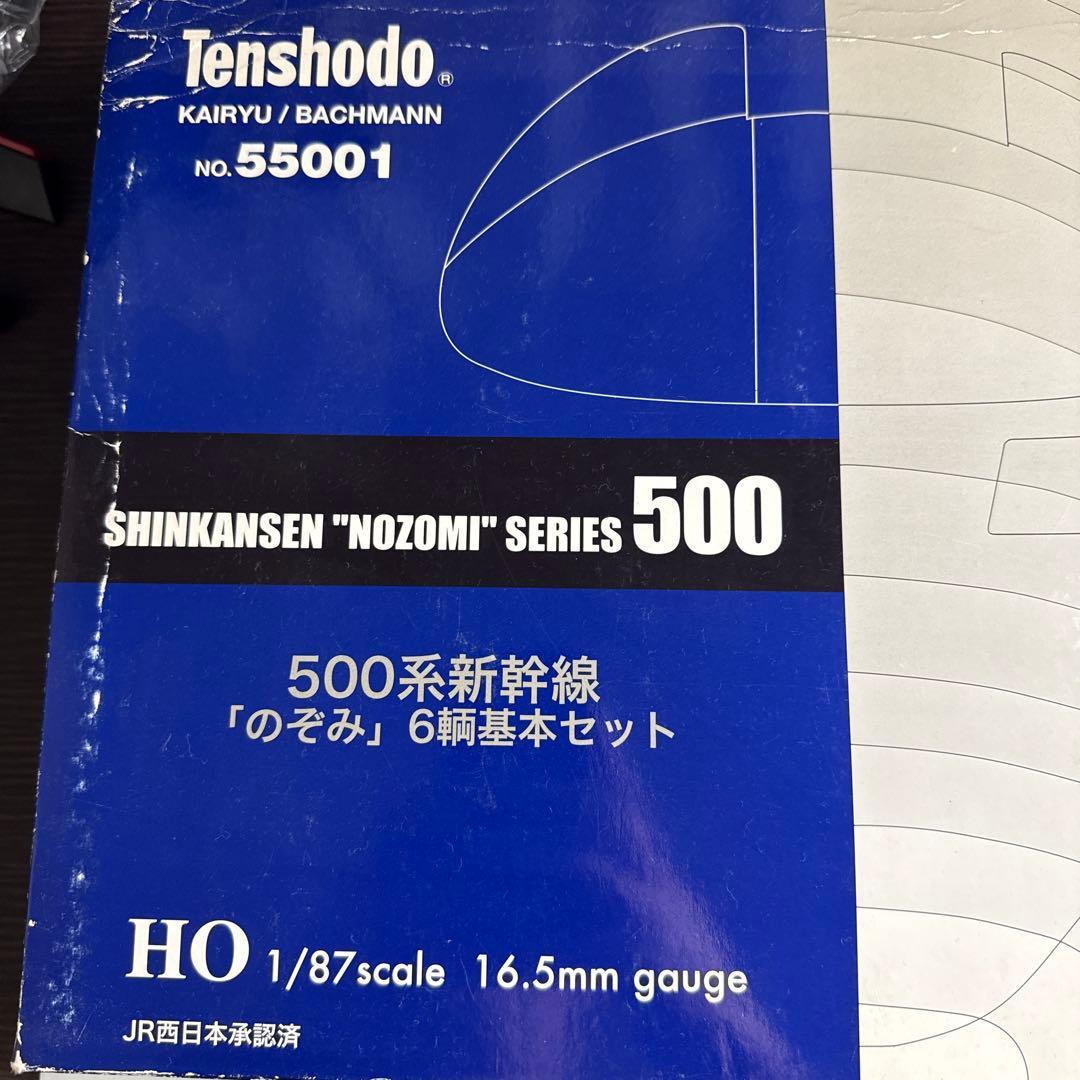 Tenshodo®
KAIRYU / BACHMANN
NO. 55001
SHINKANSEN "NOZOMI" SERIES 500
500系新幹線
「のぞみ」6輌基本セット
HO 1/87scale 16.5mm gauge
JR西日本承認済